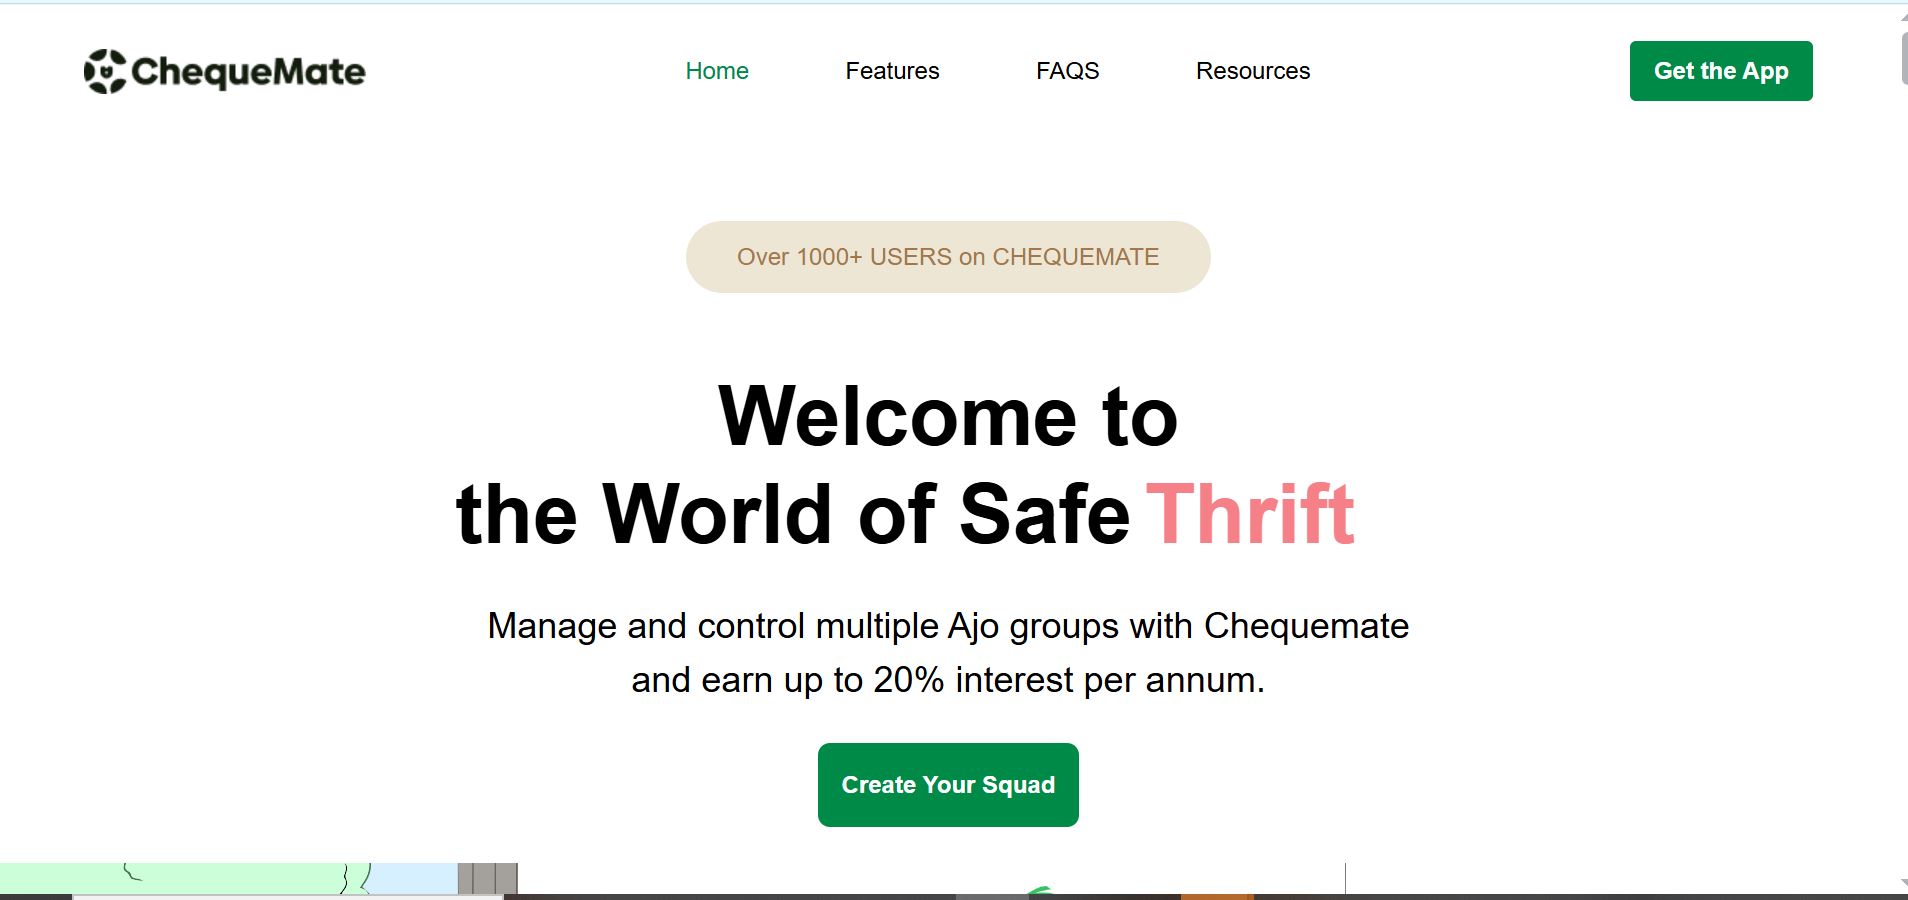 ChequeMate
Home
Features
FAQS
Resources
Get the App
Over 1000+ USERS on CHEQUEMATE
Welcome to
the World of Safe Thrift
Manage and control multiple Ajo groups with Chequemate
and earn up to 20% interest per annum.
Create Your Squad